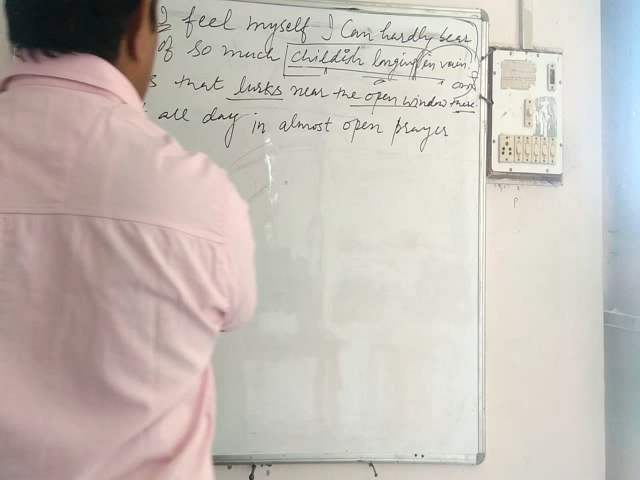 I feel myself I Can hardly bear
of so much childish longing in vain.
s that lurks near the open window there
all day in almost open prayer